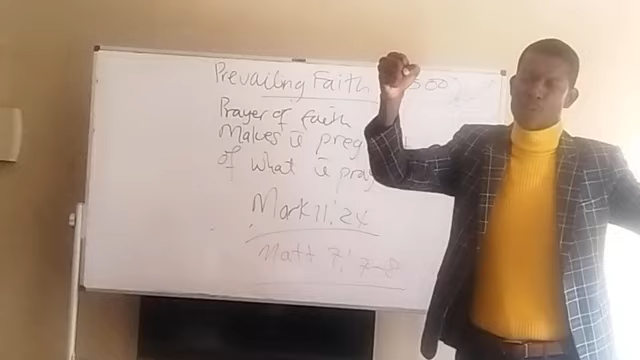 Prevailing Faith
Prayer of faith
Makes u
of what u
Mark 11:24
Matt 7:7-8